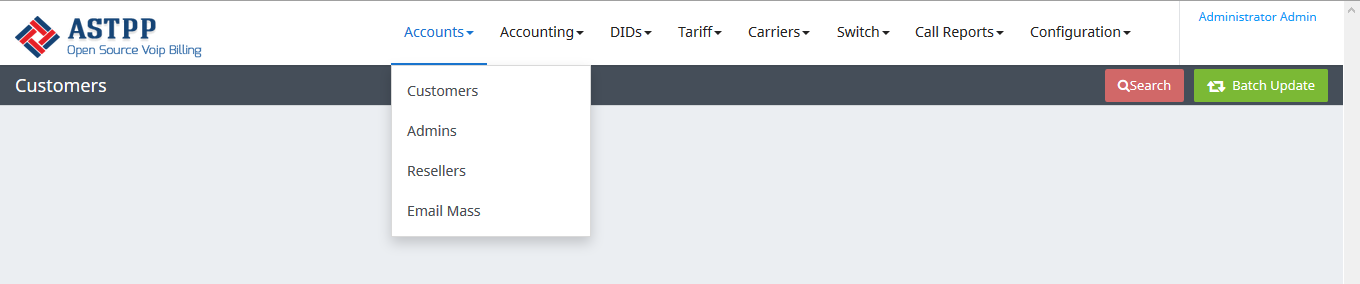 ASTPP
Open Source Voip Billing
Accounts
Accounting
DIDs
Tariff
Carriers
Switch
Call Reports
Configuration
Administrator Admin
Customers
Search
Batch Update
Customers
Admins
Resellers
Email Mass